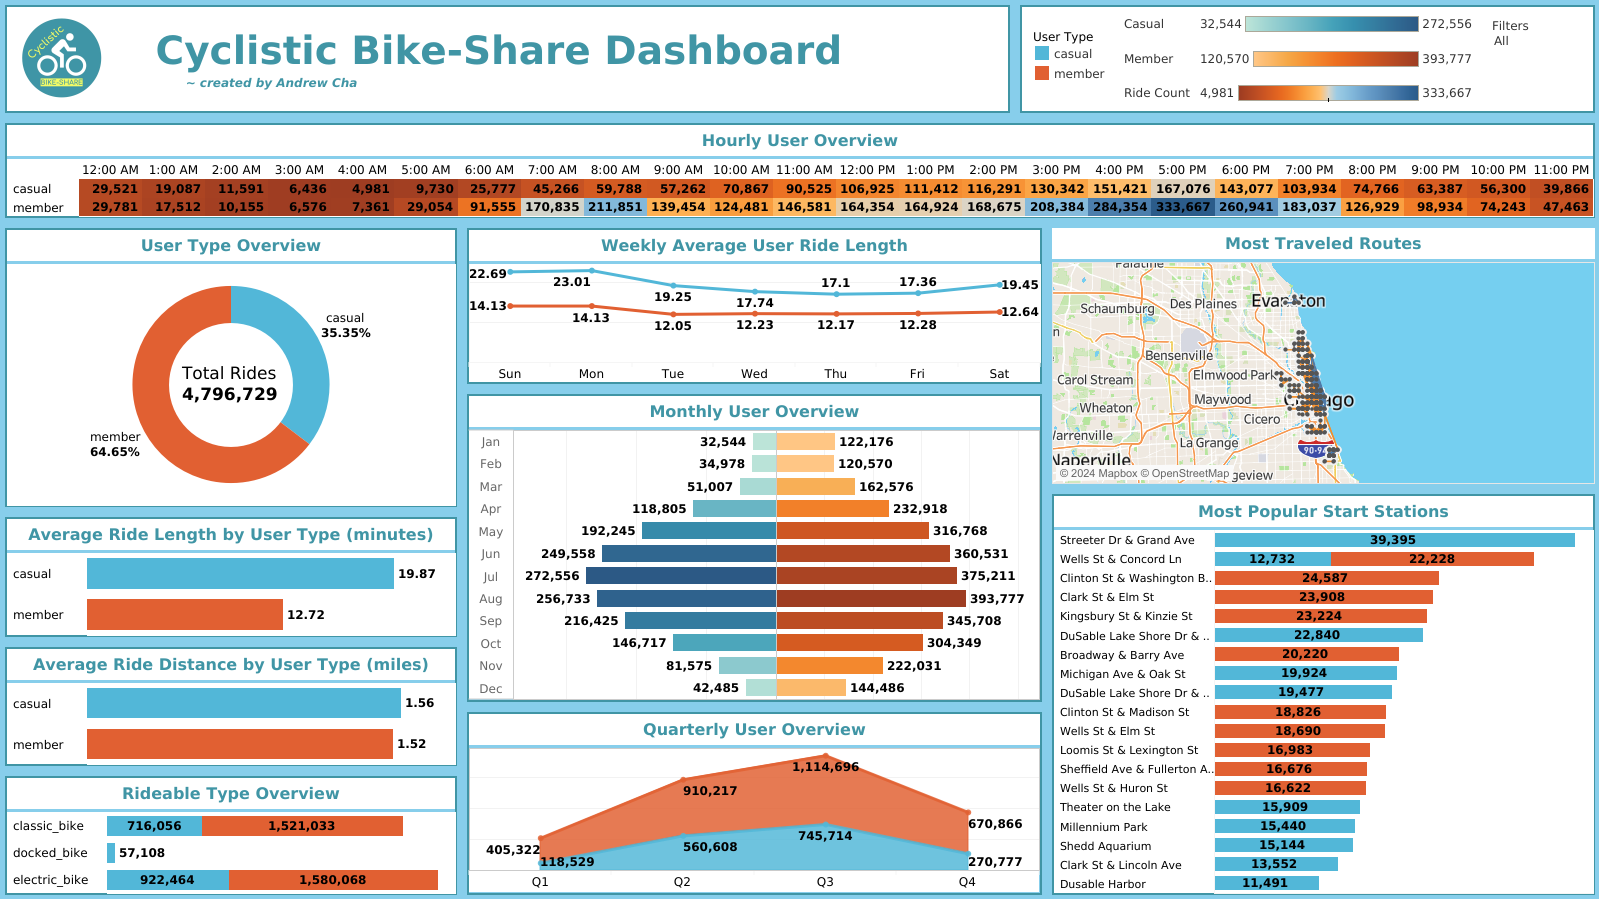 Cyclistic
BIKE-SHARE
Cyclistic Bike-Share Dashboard
~ created by Andrew Cha
User Type
casual
member
Casual 32,544 272,556
Member 120,570 393,777
Ride Count 4,981 333,667
Filters
All
Hourly User Overview
12:00 AM 1:00 AM 2:00 AM 3:00 AM 4:00 AM 5:00 AM 6:00 AM 7:00 AM 8:00 AM 9:00 AM 10:00 AM 11:00 AM 12:00 PM 1:00 PM 2:00 PM 3:00 PM 4:00 PM 5:00 PM 6:00 PM 7:00 PM 8:00 PM 9:00 PM 10:00 PM 11:00 PM
casual 29,521 19,087 11,591 6,436 4,981 9,730 25,777 45,266 59,788 57,262 70,867 90,525 106,925 111,412 116,291 130,342 151,421 167,076 143,077 103,934 74,766 63,387 56,300 39,866
member 29,781 17,512 10,155 6,576 7,361 29,054 91,555 170,835 211,851 139,454 124,481 146,581 164,354 164,924 168,675 208,384 284,354 333,667 260,941 183,037 126,929 98,934 74,243 47,463
User Type Overview
casual
35.35%
Total Rides
4,796,729
member
64.65%
Average Ride Length by User Type (minutes)
casual 19.87
member 12.72
Average Ride Distance by User Type (miles)
casual 1.56
member 1.52
Rideable Type Overview
classic_bike 716,056 1,521,033
docked_bike 57,108
electric_bike 922,464 1,580,068
Weekly Average User Ride Length
22.69 23.01 19.25 17.74 17.1 17.36 19.45
14.13 14.13 12.05 12.23 12.17 12.28 12.64
Sun Mon Tue Wed Thu Fri Sat
Monthly User Overview
Jan 32,544 122,176
Feb 34,978 120,570
Mar 51,007 162,576
Apr 118,805 232,918
May 192,245 316,768
Jun 249,558 360,531
Jul 272,556 375,211
Aug 256,733 393,777
Sep 216,425 345,708
Oct 146,717 304,349
Nov 81,575 222,031
Dec 42,485 144,486
Quarterly User Overview
405,322 910,217 1,114,696 670,866
118,529 560,608 745,714 270,777
Q1 Q2 Q3 Q4
Most Traveled Routes
Palatine
Evanston
Schaumburg
Des Plaines
n
Bensenville
Carol Stream
Elmwood Park
Wheaton
Maywood
Chicago
Cicero
Warrenville
La Grange
90-94
Naperville
© 2024 Mapbox © OpenStreetMap
geview
Most Popular Start Stations
Streeter Dr & Grand Ave 39,395
Wells St & Concord Ln 12,732 22,228
Clinton St & Washington B.. 24,587
Clark St & Elm St 23,908
Kingsbury St & Kinzie St 23,224
DuSable Lake Shore Dr & .. 22,840
Broadway & Barry Ave 20,220
Michigan Ave & Oak St 19,924
DuSable Lake Shore Dr & .. 19,477
Clinton St & Madison St 18,826
Wells St & Elm St 18,690
Loomis St & Lexington St 16,983
Sheffield Ave & Fullerton A.. 16,676
Wells St & Huron St 16,622
Theater on the Lake 15,909
Millennium Park 15,440
Shedd Aquarium 15,144
Clark St & Lincoln Ave 13,552
Dusable Harbor 11,491